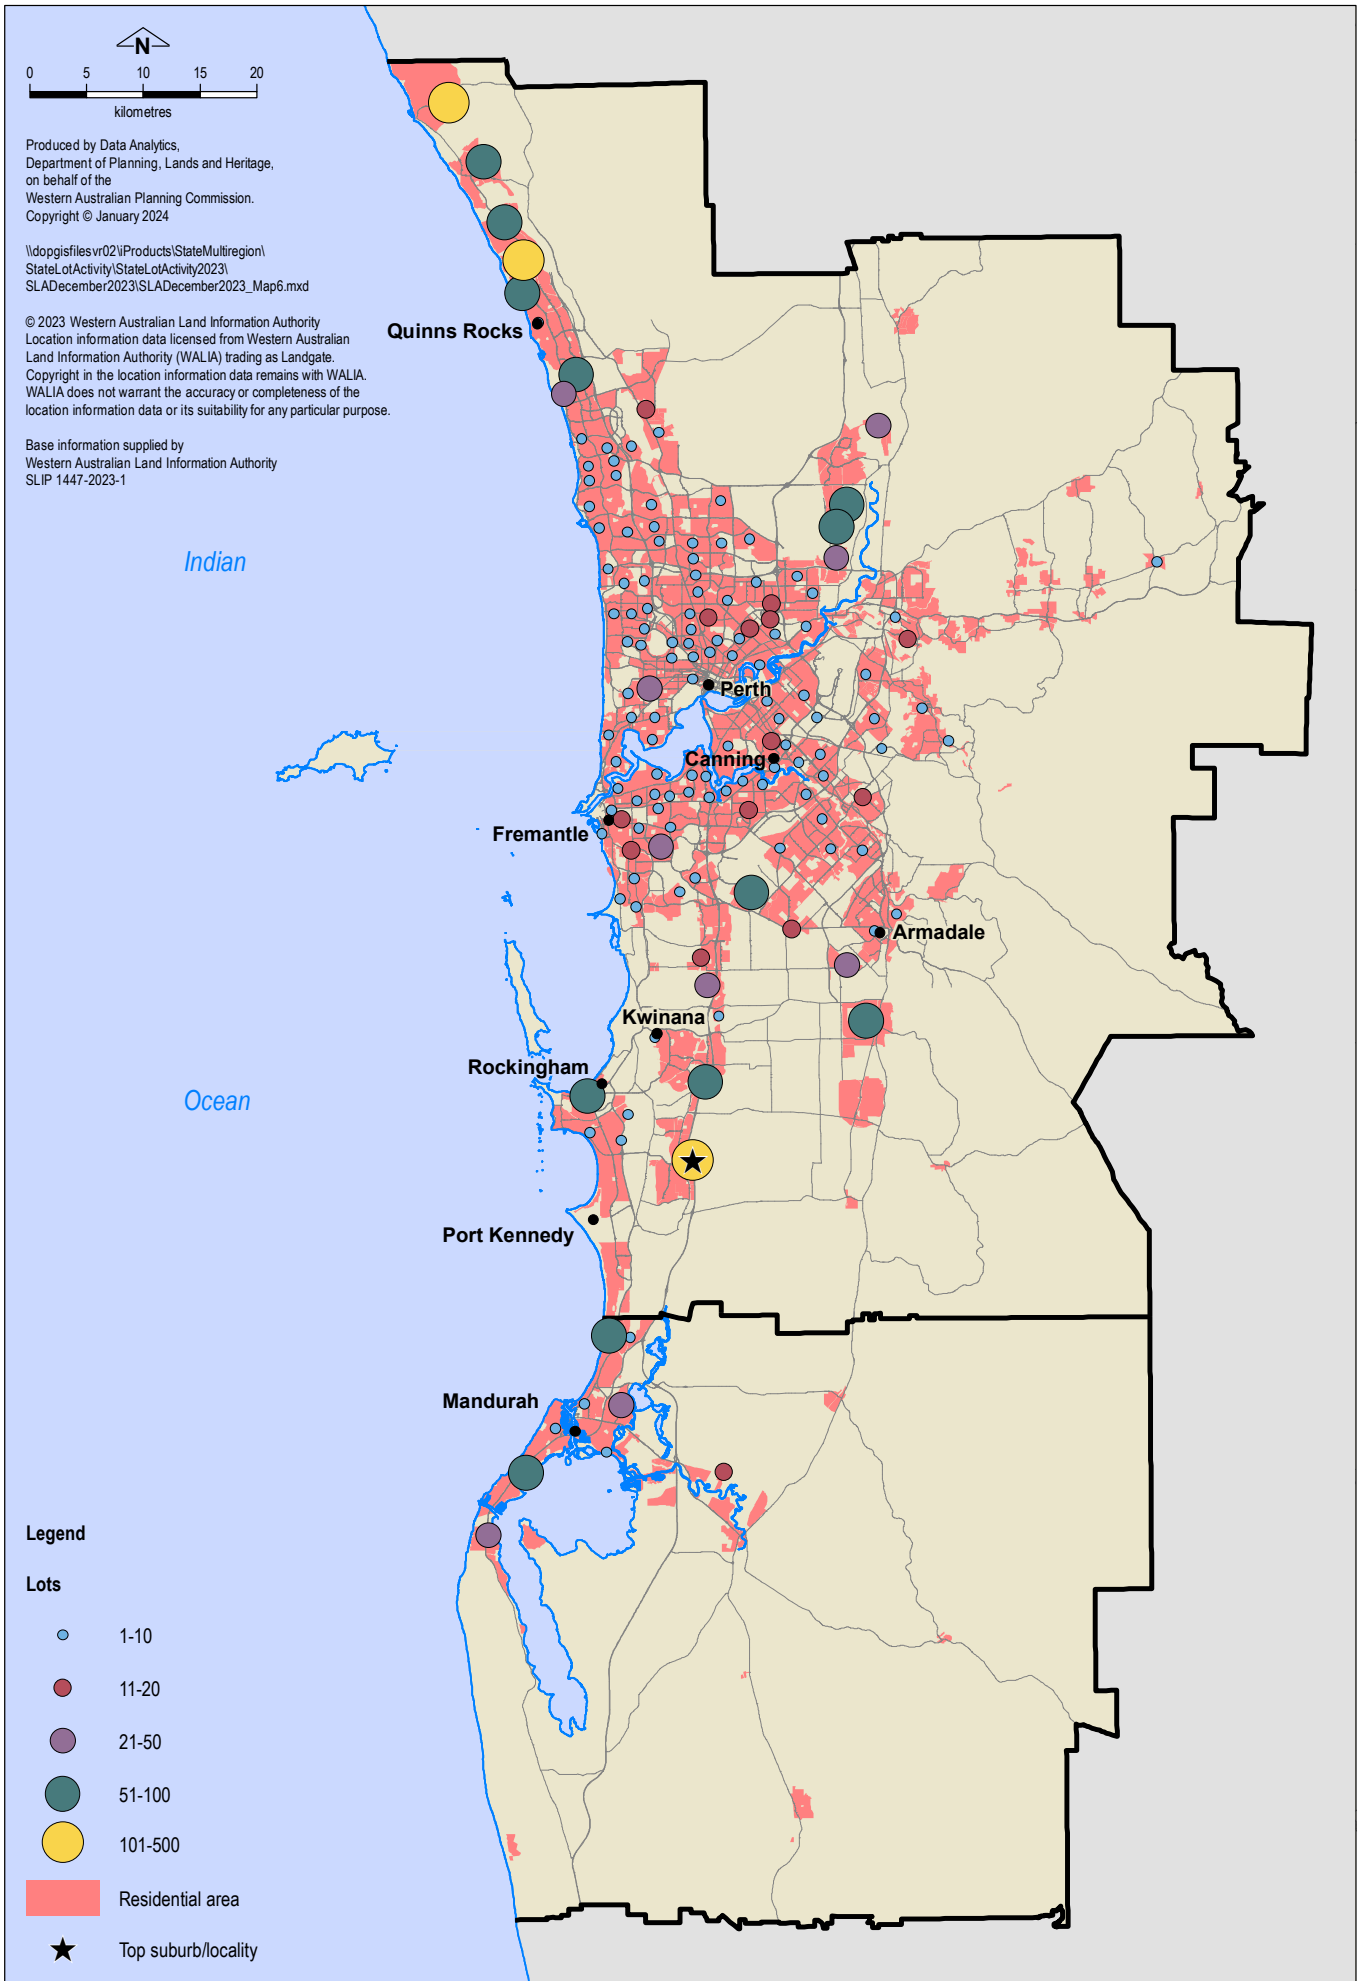 N
0 5 10 15 20
kilometres
Produced by Data Analytics,
Department of Planning, Lands and Heritage,
on behalf of the
Western Australian Planning Commission.
Copyright © January 2024
\\dopgisfilesvr02\iProducts\StateMultiregion\
StateLotActivity\StateLotActivity2023\
SLADecember2023\SLADecember2023_Map6.mxd
© 2023 Western Australian Land Information Authority
Location information data licensed from Western Australian
Land Information Authority (WALIA) trading as Landgate.
Copyright in the location information data remains with WALIA.
WALIA does not warrant the accuracy or completeness of the
location information data or its suitability for any particular purpose.
Base information supplied by
Western Australian Land Information Authority
SLIP 1447-2023-1
Quinns Rocks
Indian
Perth
Canning
Fremantle
Armadale
Kwinana
Rockingham
Ocean
Port Kennedy
Mandurah
Legend
Lots
1-10
11-20
21-50
51-100
101-500
Residential area
Top suburb/locality